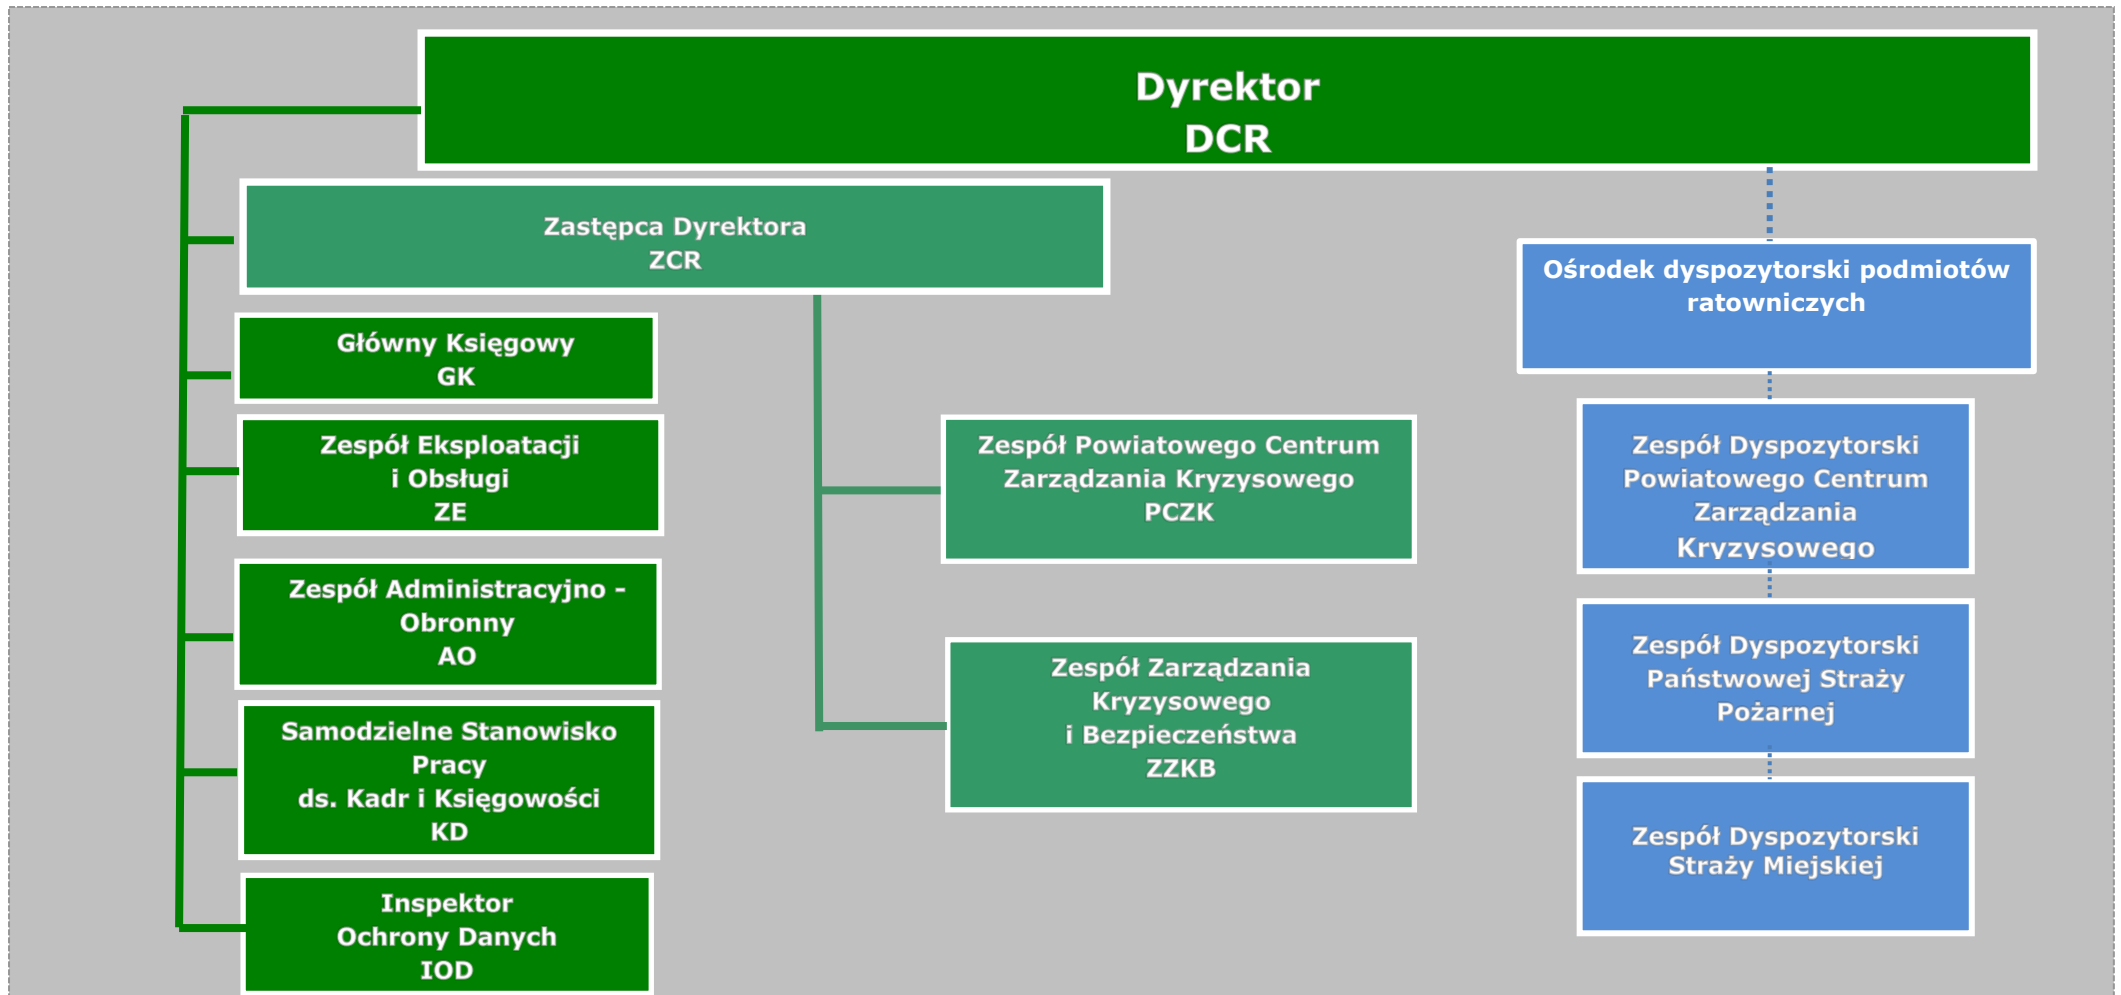 Dyrektor
DCR
Zastępca Dyrektora
ZCR
Główny Księgowy
GK
Zespół Eksploatacji
i Obsługi
ZE
Zespół Administracyjno -
Obronny
AO
Samodzielne Stanowisko
Pracy
ds. Kadr i Księgowości
KD
Inspektor
Ochrony Danych
IOD
Zespół Powiatowego Centrum
Zarządzania Kryzysowego
PCZK
Zespół Zarządzania
Kryzysowego
i Bezpieczeństwa
ZZKB
Ośrodek dyspozytorski podmiotów
ratowniczych
Zespół Dyspozytorski
Powiatowego Centrum
Zarządzania
Kryzysowego
Zespół Dyspozytorski
Państwowej Straży
Pożarnej
Zespół Dyspozytorski
Straży Miejskiej